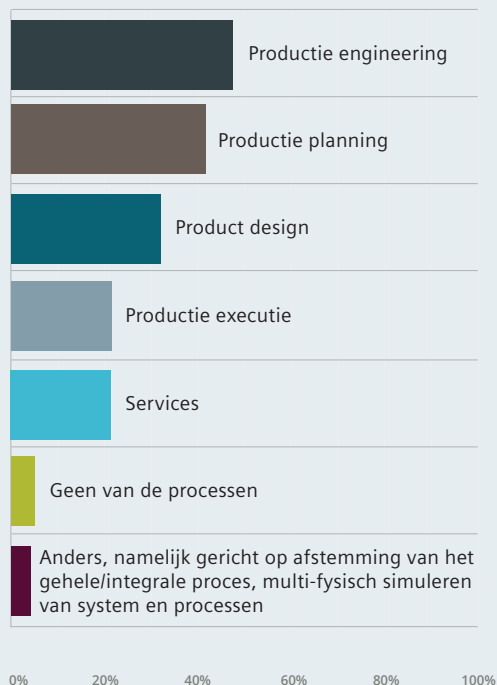 Productie engineering
Productie planning
Product design
Productie executie
Services
Geen van de processen
Anders, namelijk gericht op afstemming van het
gehele/integrale proces, multi-fysisch simuleren
van system en processen
0% 20% 40% 60% 80% 100%